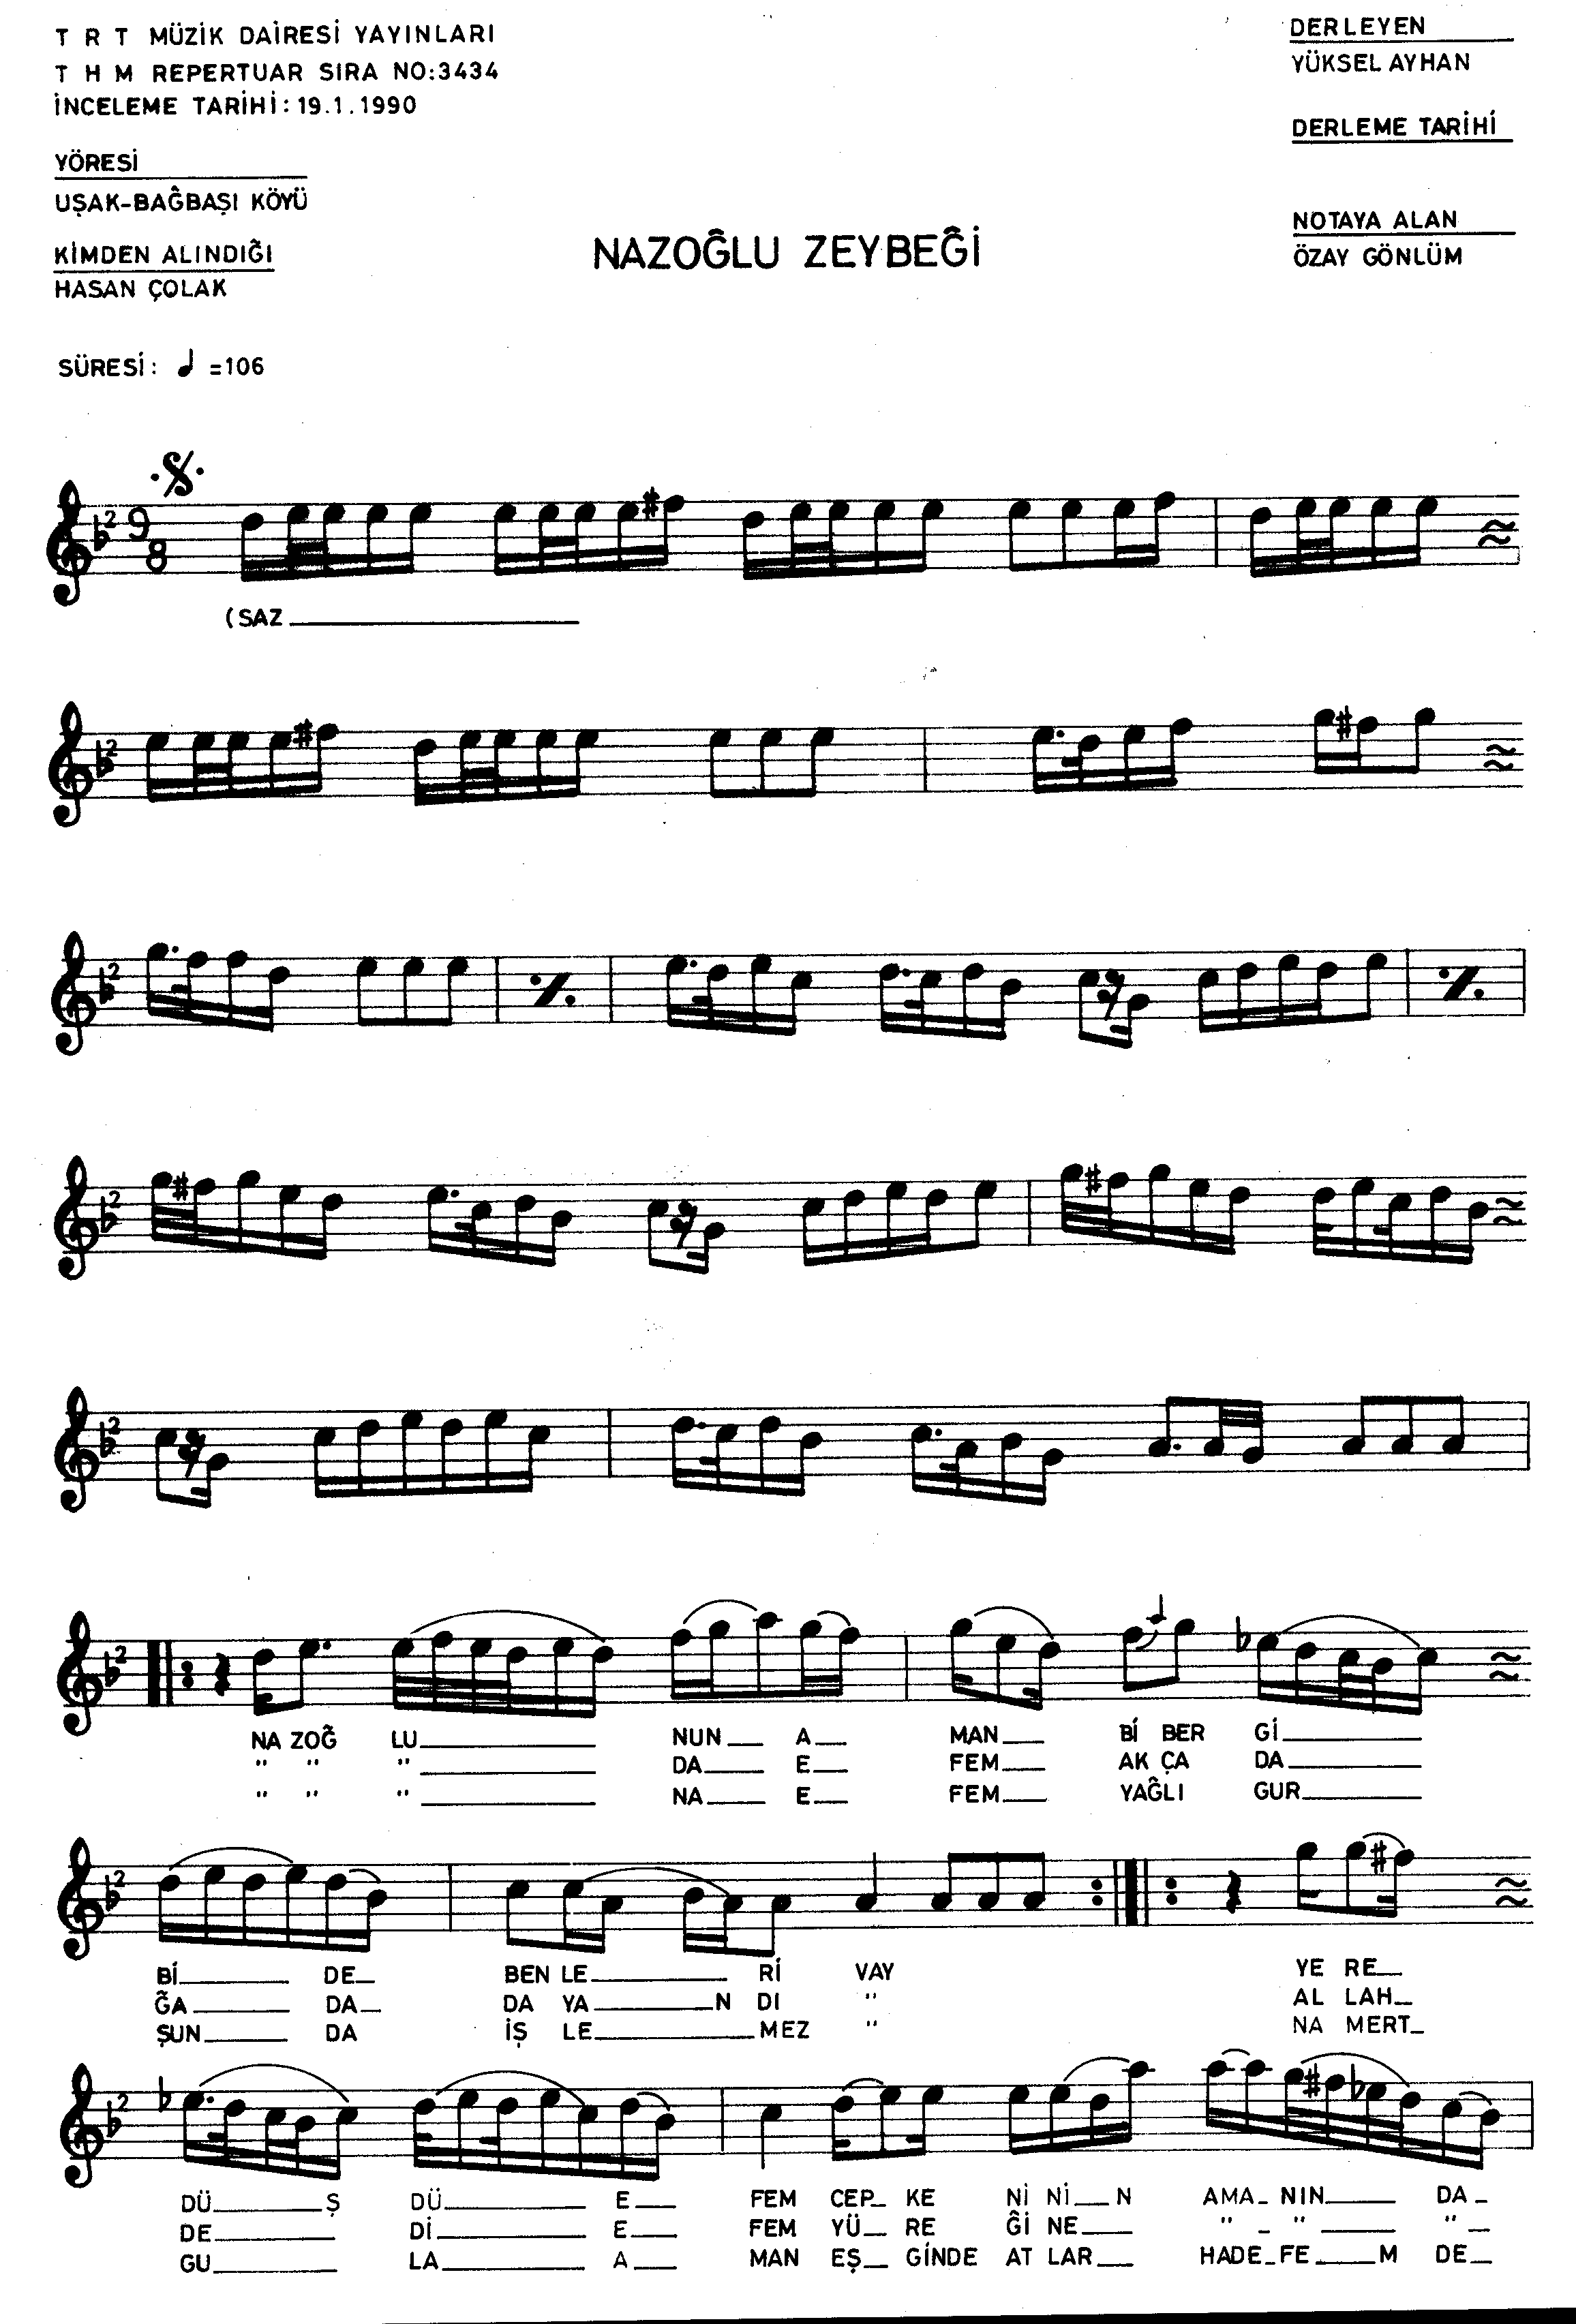 T R T MÜZİK DAİRESİ YAYINLARI
T H M REPERTUAR SIRA NO:3434
İNCELEME TARİHİ: 19.1.1990
YÖRESİ
UŞAK-BAĞBAŞI KÖYÜ
KİMDEN ALINDIĞI
HASAN ÇOLAK
SÜRESİ: ♩ =106
NAZOĞLU ZEYBEĞİ
DERLEYEN
YÜKSEL AYHAN
DERLEME TARİHİ
NOTAYA ALAN
ÖZAY GÖNLÜM
9
8
(SAZ
NA ZOĞ LU NUN A MAN Bİ BER Gİ
" " " DA E FEM AK ÇA DA
" " " NA E FEM YAĞLI GUR
Bİ DE BEN LE Rİ VAY YE RE
ĞA DA DA YA N DI " AL LAH
ŞUN DA İŞ LE MEZ " NA MERT
DÜ Ş DÜ E FEM CEP KE Nİ Nİ N AMA NIN DA
DE Dİ E FEM YÜ RE Ğİ NE " " "
GU LA A MAN EŞ GİNDE AT LAR HADE FE M DE